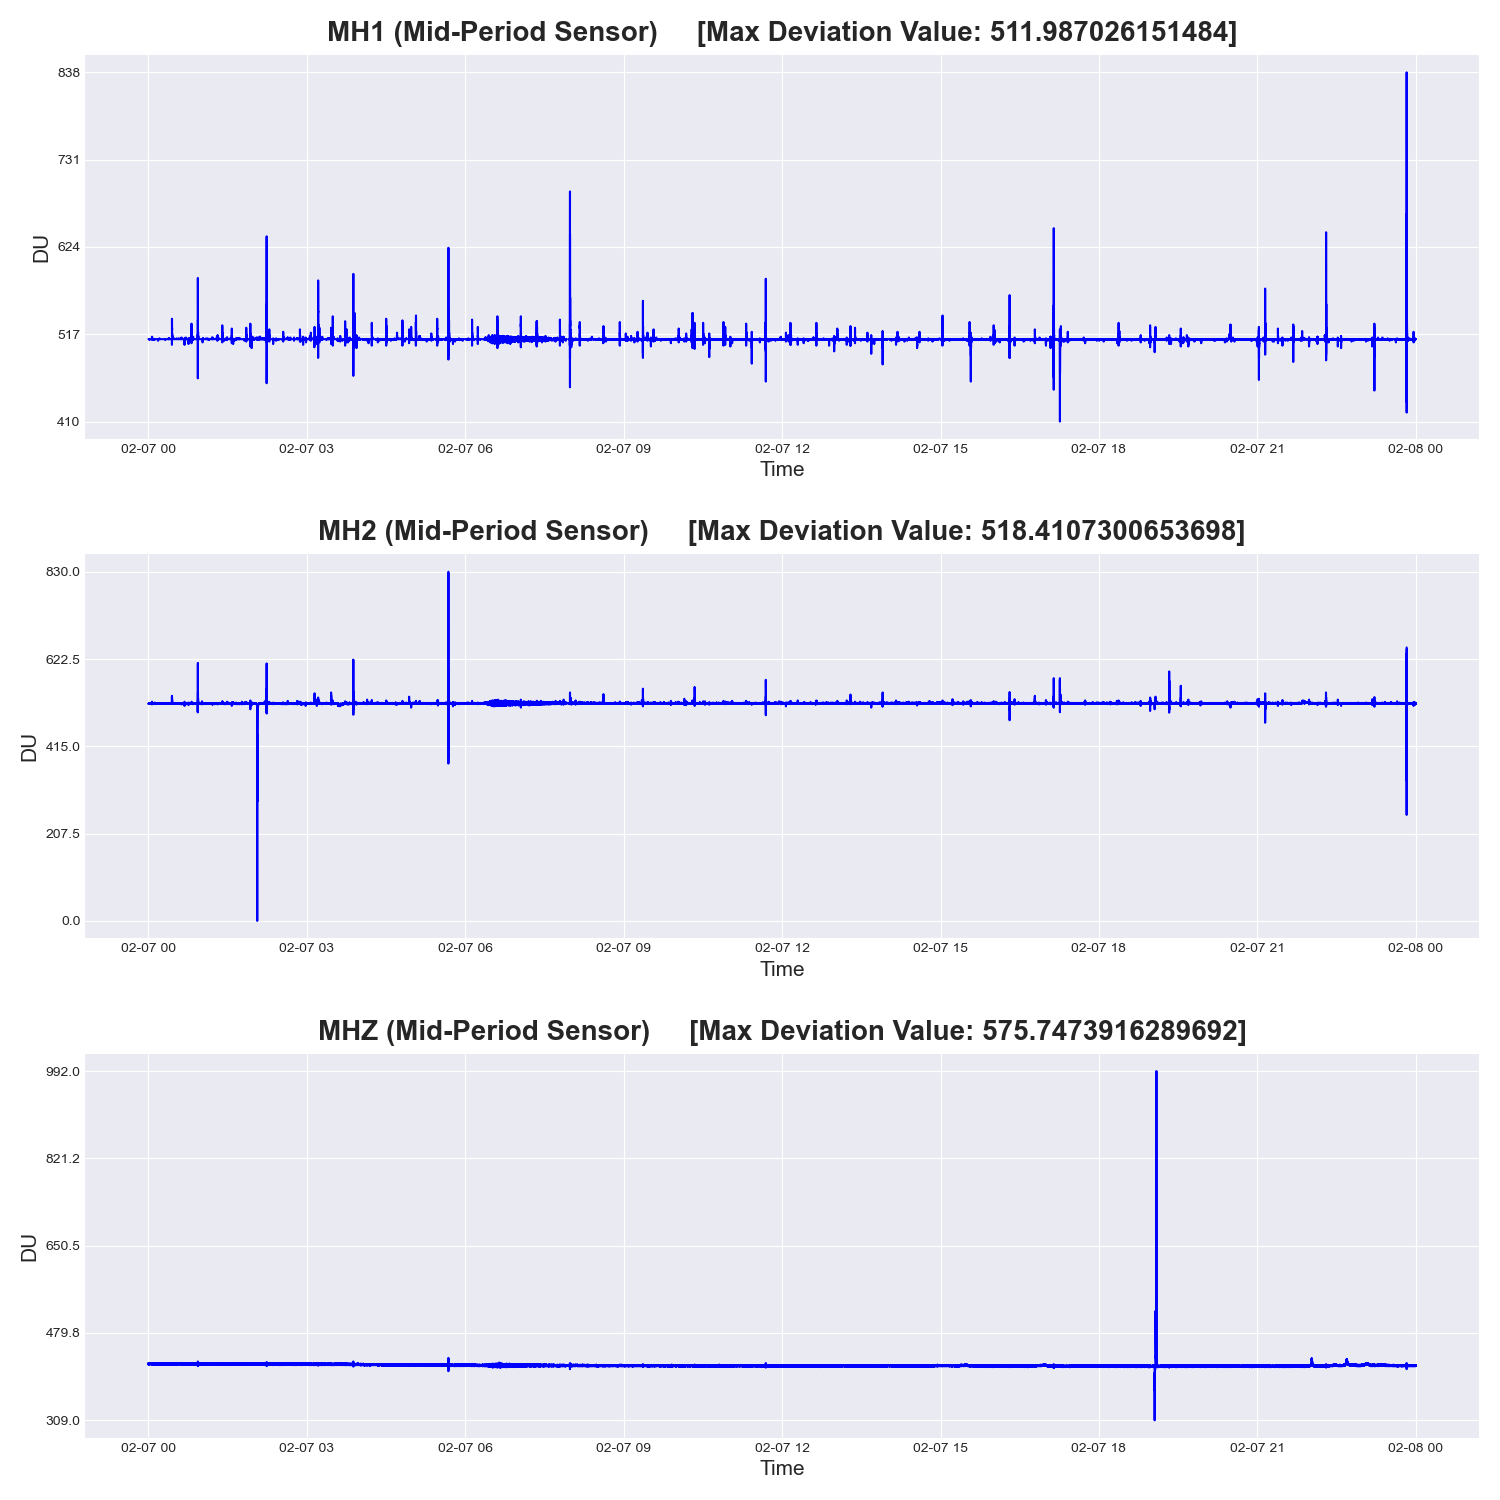 MH1 (Mid-Period Sensor) [Max Deviation Value: 511.987026151484]
838
731
624
517
410
DU
02-07 00 02-07 03 02-07 06 02-07 09 02-07 12 02-07 15 02-07 18 02-07 21 02-08 00
Time
MH2 (Mid-Period Sensor) [Max Deviation Value: 518.4107300653698]
830.0
622.5
415.0
207.5
0.0
DU
02-07 00 02-07 03 02-07 06 02-07 09 02-07 12 02-07 15 02-07 18 02-07 21 02-08 00
Time
MHZ (Mid-Period Sensor) [Max Deviation Value: 575.7473916289692]
992.0
821.2
650.5
479.8
309.0
DU
02-07 00 02-07 03 02-07 06 02-07 09 02-07 12 02-07 15 02-07 18 02-07 21 02-08 00
Time